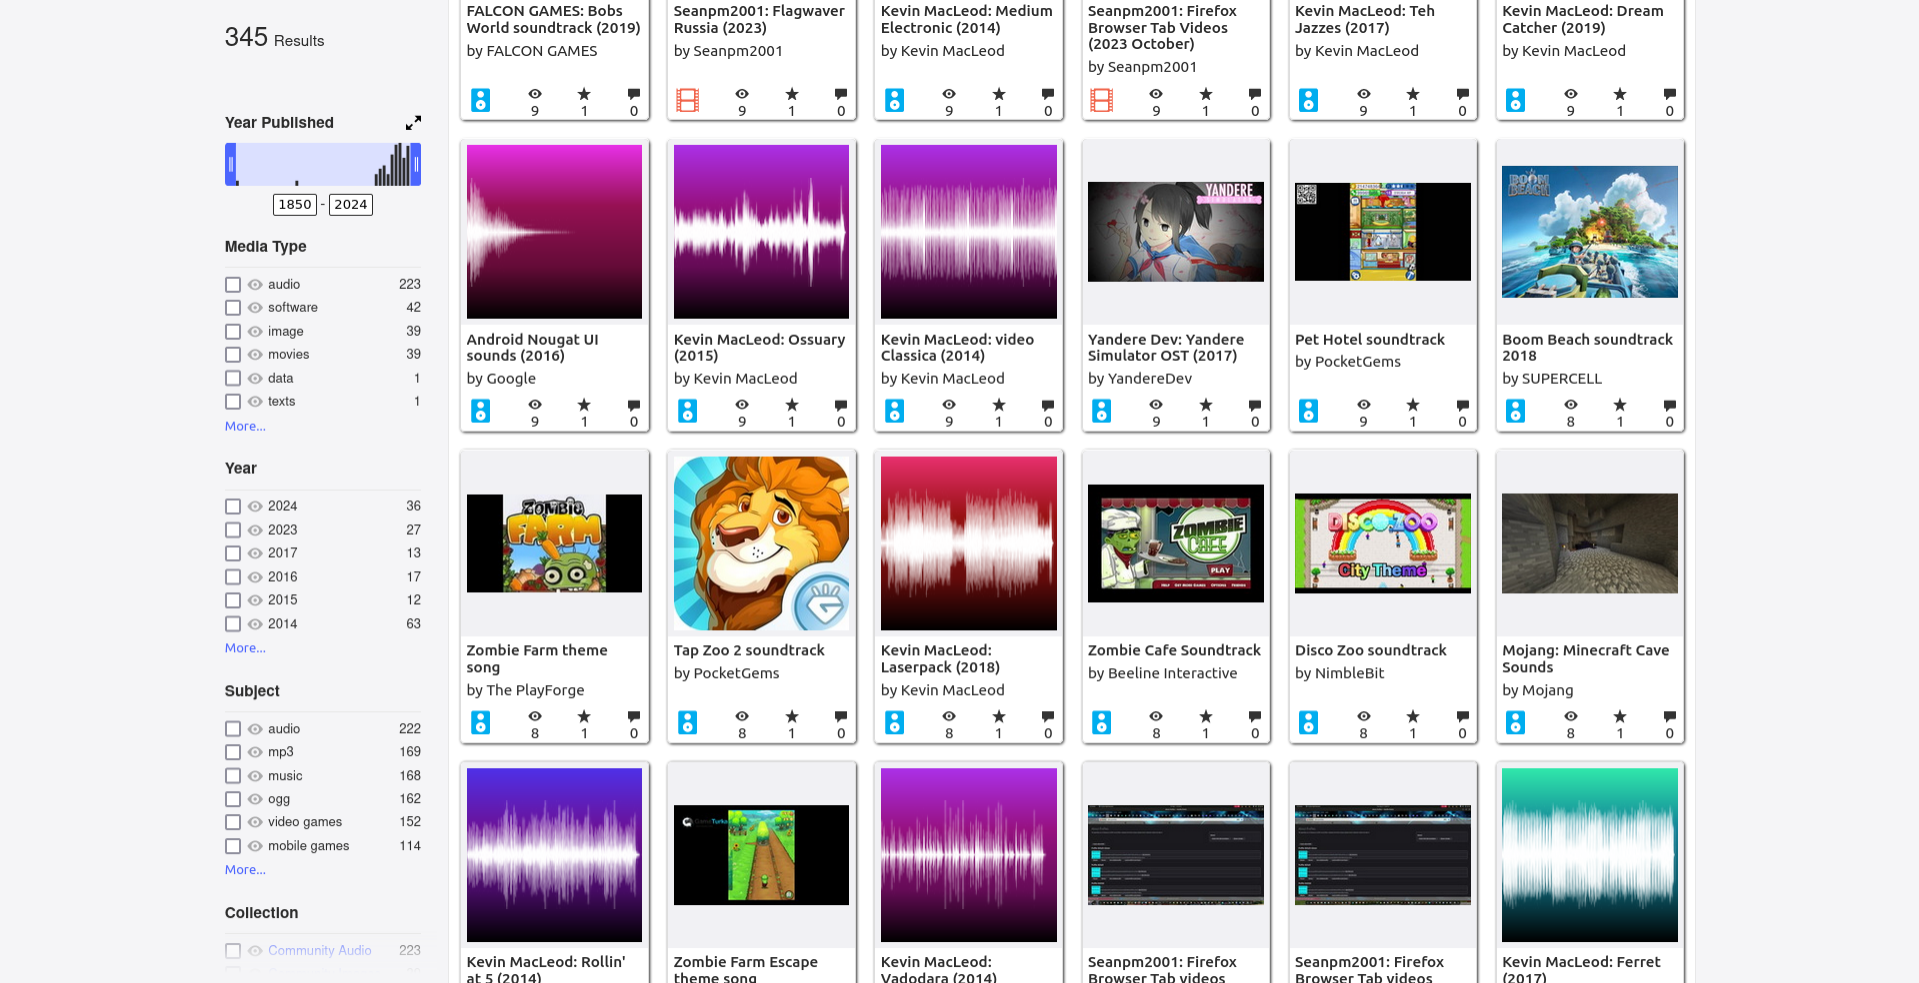 345 Results
Year Published
1850 - 2024
Media Type
audio 223
software 42
image 39
movies 39
data 1
texts 1
More...
Year
2024 36
2023 27
2017 13
2016 17
2015 12
2014 63
More...
Subject
audio 222
mp3 169
music 168
ogg 162
video games 152
mobile games 114
More...
Collection
Community Audio 223
FALCON GAMES: Bobs
World soundtrack (2019)
by FALCON GAMES
9 1 0
Seanpm2001: Flagwaver
Russia (2023)
by Seanpm2001
9 1 0
Kevin MacLeod: Medium
Electronic (2014)
by Kevin MacLeod
9 1 0
Seanpm2001: Firefox
Browser Tab Videos
(2023 October)
by Seanpm2001
9 1 0
Kevin MacLeod: Teh
Jazzes (2017)
by Kevin MacLeod
9 1 0
Kevin MacLeod: Dream
Catcher (2019)
by Kevin MacLeod
9 1 0
Android Nougat UI
sounds (2016)
by Google
9 1 0
Kevin MacLeod: Ossuary
(2015)
by Kevin MacLeod
9 1 0
Kevin MacLeod: video
Classica (2014)
by Kevin MacLeod
9 1 0
YANDERE
Yandere Dev: Yandere
Simulator OST (2017)
by YandereDev
9 1 0
Pet Hotel soundtrack
by PocketGems
9 1 0
BOOM
BEACH
Boom Beach soundtrack
2018
by SUPERCELL
8 1 0
ZOMBIE
FARM
Zombie Farm theme
song
by The PlayForge
8 1 0
Tap Zoo 2 soundtrack
by PocketGems
8 1 0
Kevin MacLeod:
Laserpack (2018)
by Kevin MacLeod
8 1 0
ZOMBIE
CAFE
PLAY
Zombie Cafe Soundtrack
by Beeline Interactive
8 1 0
DISCO ZOO
City Theme
Disco Zoo soundtrack
by NimbleBit
8 1 0
Mojang: Minecraft Cave
Sounds
by Mojang
8 1 0
Kevin MacLeod: Rollin'
at 5 (2014)
Zombie Farm Escape
theme song
Kevin MacLeod:
Vadodara (2014)
Seanpm2001: Firefox
Browser Tab videos
Seanpm2001: Firefox
Browser Tab videos
Kevin MacLeod: Ferret
(2017)